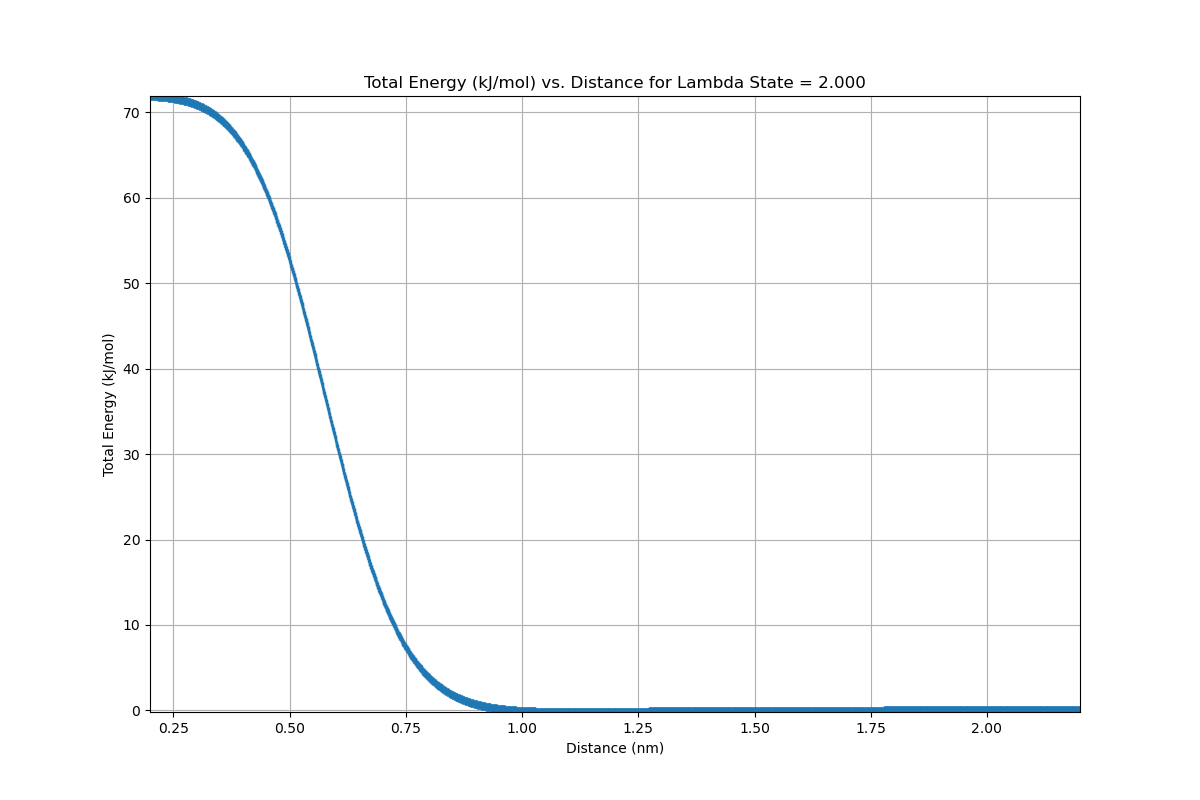 Total Energy (kJ/mol) vs. Distance for Lambda State = 2.000
70
60
50
40
30
20
10
0
Total Energy (kJ/mol)
0.25 0.50 0.75 1.00 1.25 1.50 1.75 2.00
Distance (nm)